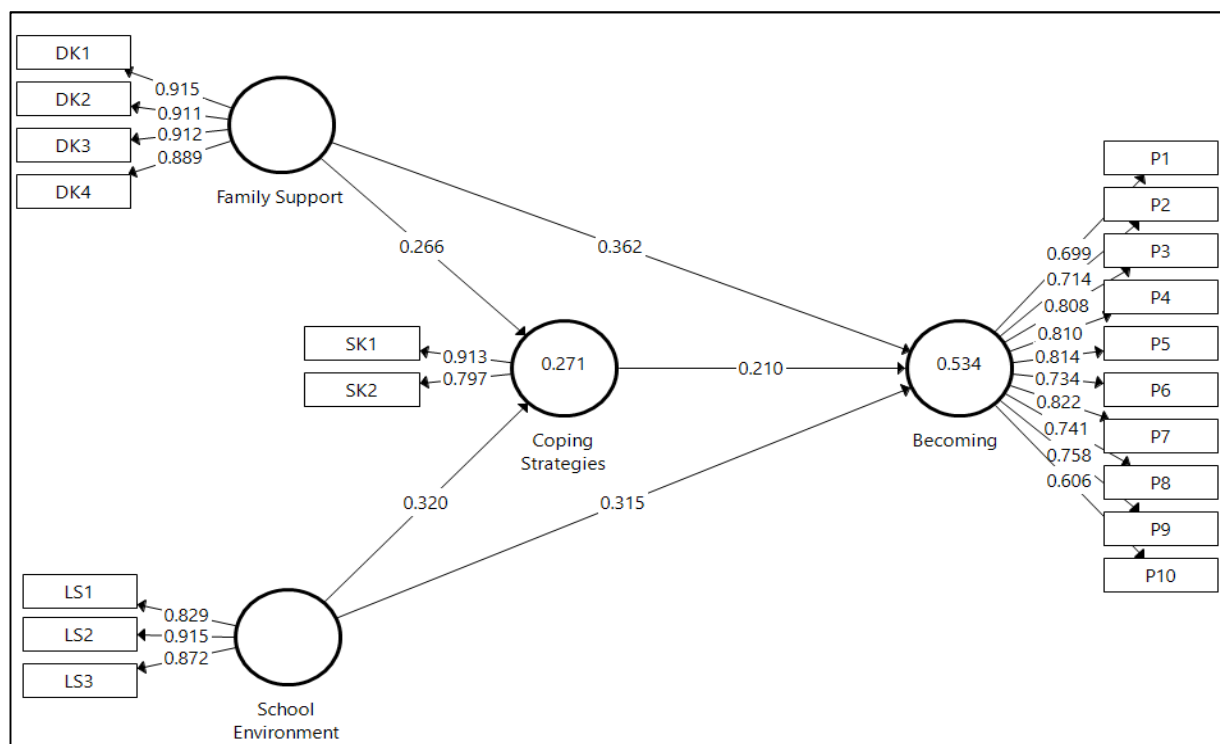 DK1
DK2
DK3
DK4
0.915
0.911
0.912
0.889
Family Support
0.266
0.362
SK1
SK2
0.913
0.797
0.271
Coping
Strategies
0.210
0.534
Becoming
0.320
0.315
LS1
LS2
LS3
0.829
0.915
0.872
School
Environment
0.699
0.714
0.808
0.810
0.814
0.734
0.822
0.741
0.758
0.606
P1
P2
P3
P4
P5
P6
P7
P8
P9
P10